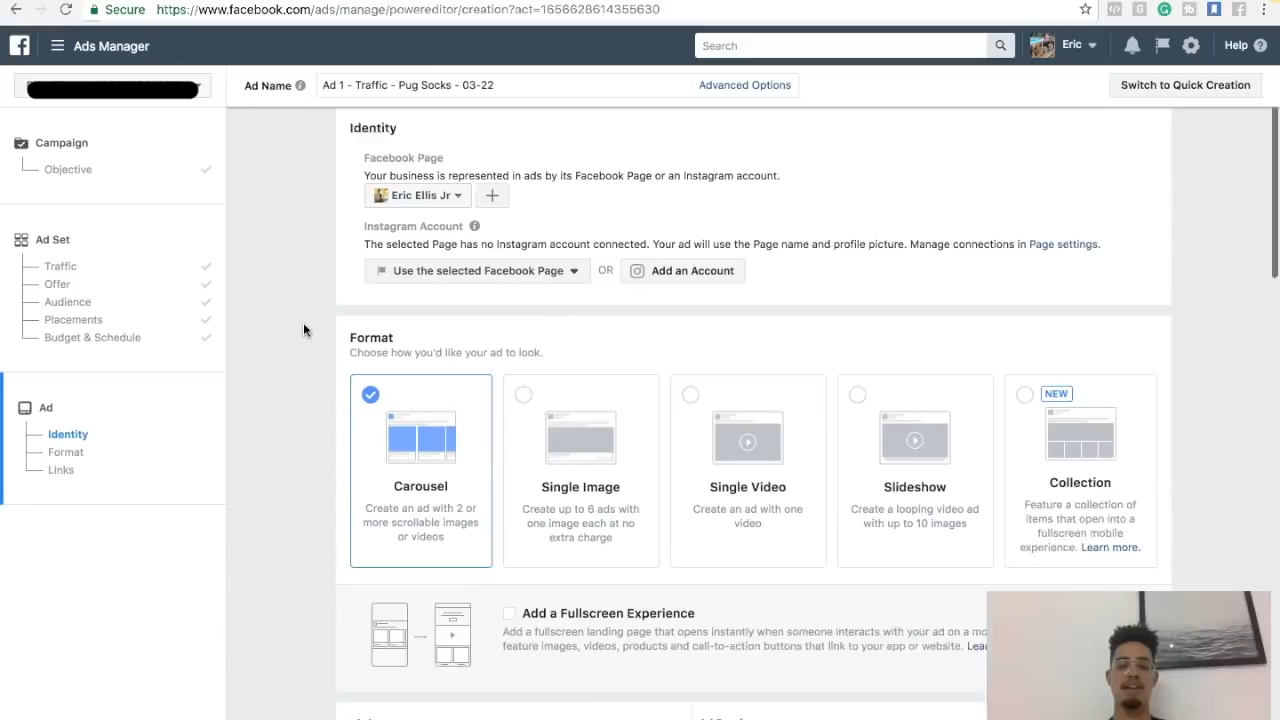 Secure
https://www.facebook.com/ads/manage/powereditor/creation?act=1656628614355630
Ads Manager
Search
Eric
Help
Ad Name
Ad 1 - Traffic - Pug Socks - 03-22
Advanced Options
Switch to Quick Creation
Campaign
Objective
Ad Set
Traffic
Offer
Audience
Placements
Budget & Schedule
Ad
Identity
Format
Links
Identity
Facebook Page
Your business is represented in ads by its Facebook Page or an Instagram account.
Eric Ellis Jr
Instagram Account
The selected Page has no Instagram account connected. Your ad will use the Page name and profile picture. Manage connections in Page settings.
Use the selected Facebook Page
OR
Add an Account
Format
Choose how you'd like your ad to look.
Carousel
Create an ad with 2 or
more scrollable images
or videos
Single Image
Create up to 6 ads with
one image each at no
extra charge
Single Video
Create an ad with one
video
Slideshow
Create a looping video ad
with up to 10 images
NEW
Collection
Feature a collection of
items that open into a
fullscreen mobile
experience. Learn more.
Add a Fullscreen Experience
Add a fullscreen landing page that opens instantly when someone interacts with your ad on a
feature images, videos, products and call-to-action buttons that link to your app or website.